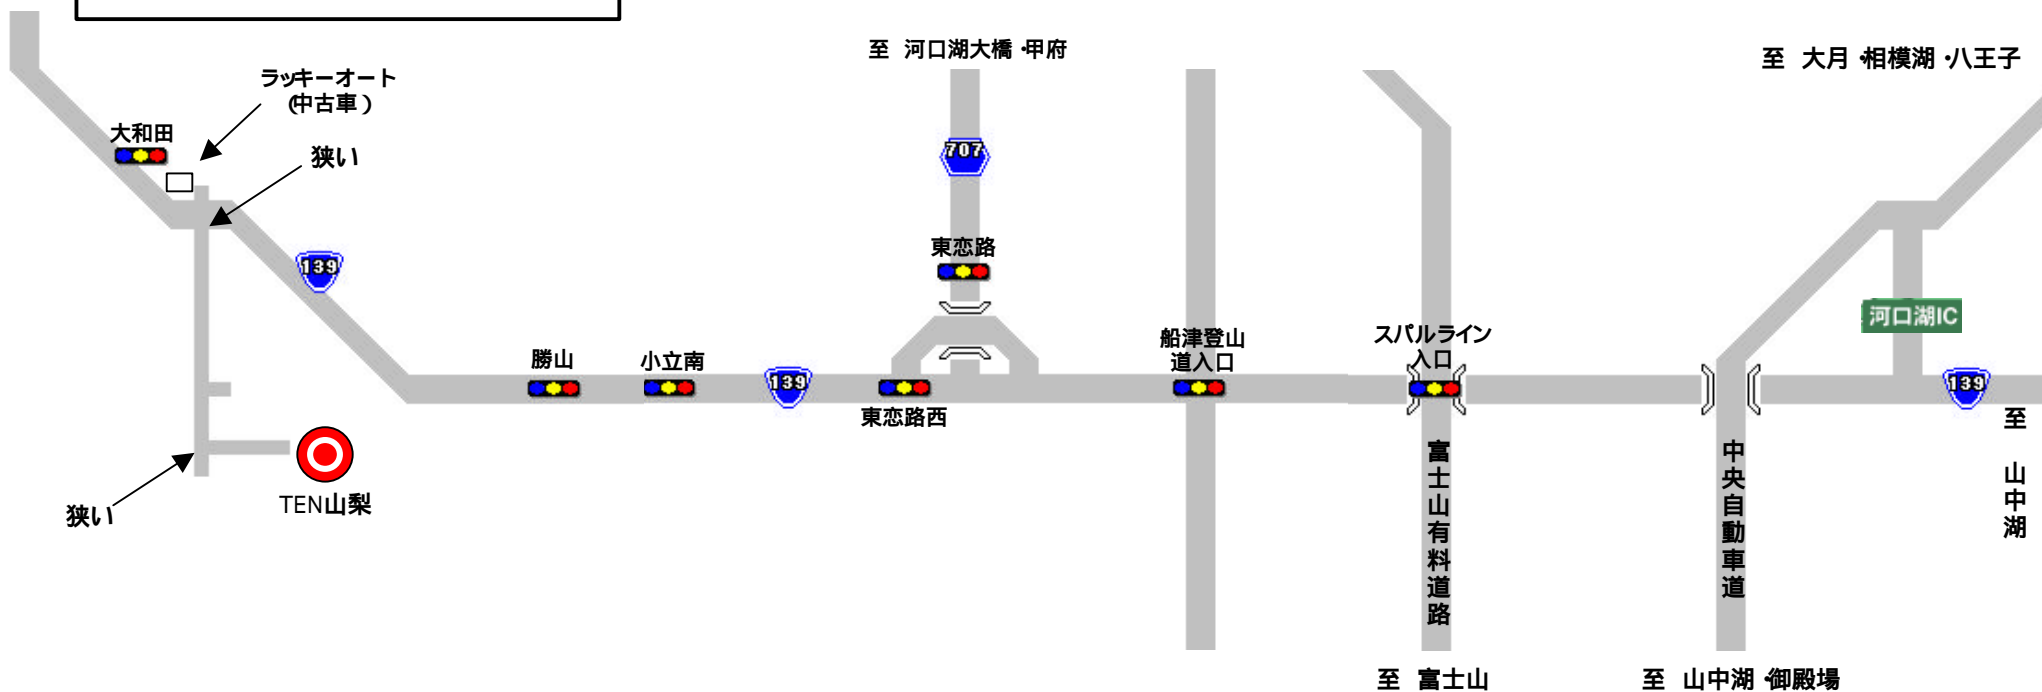 至 河口湖大橋・甲府
至 大月・相模湖・八王子
ラッキーオート
(中古車)
大和田
狭い
707
139
東恋路
河口湖IC
船津登山
道入口
スバルライン
入口
勝山
小立南
139
139
東恋路西
至 山中湖
富士山有料道路
中央自動車道
TEN山梨
狭い
至 富士山
至 山中湖・御殿場